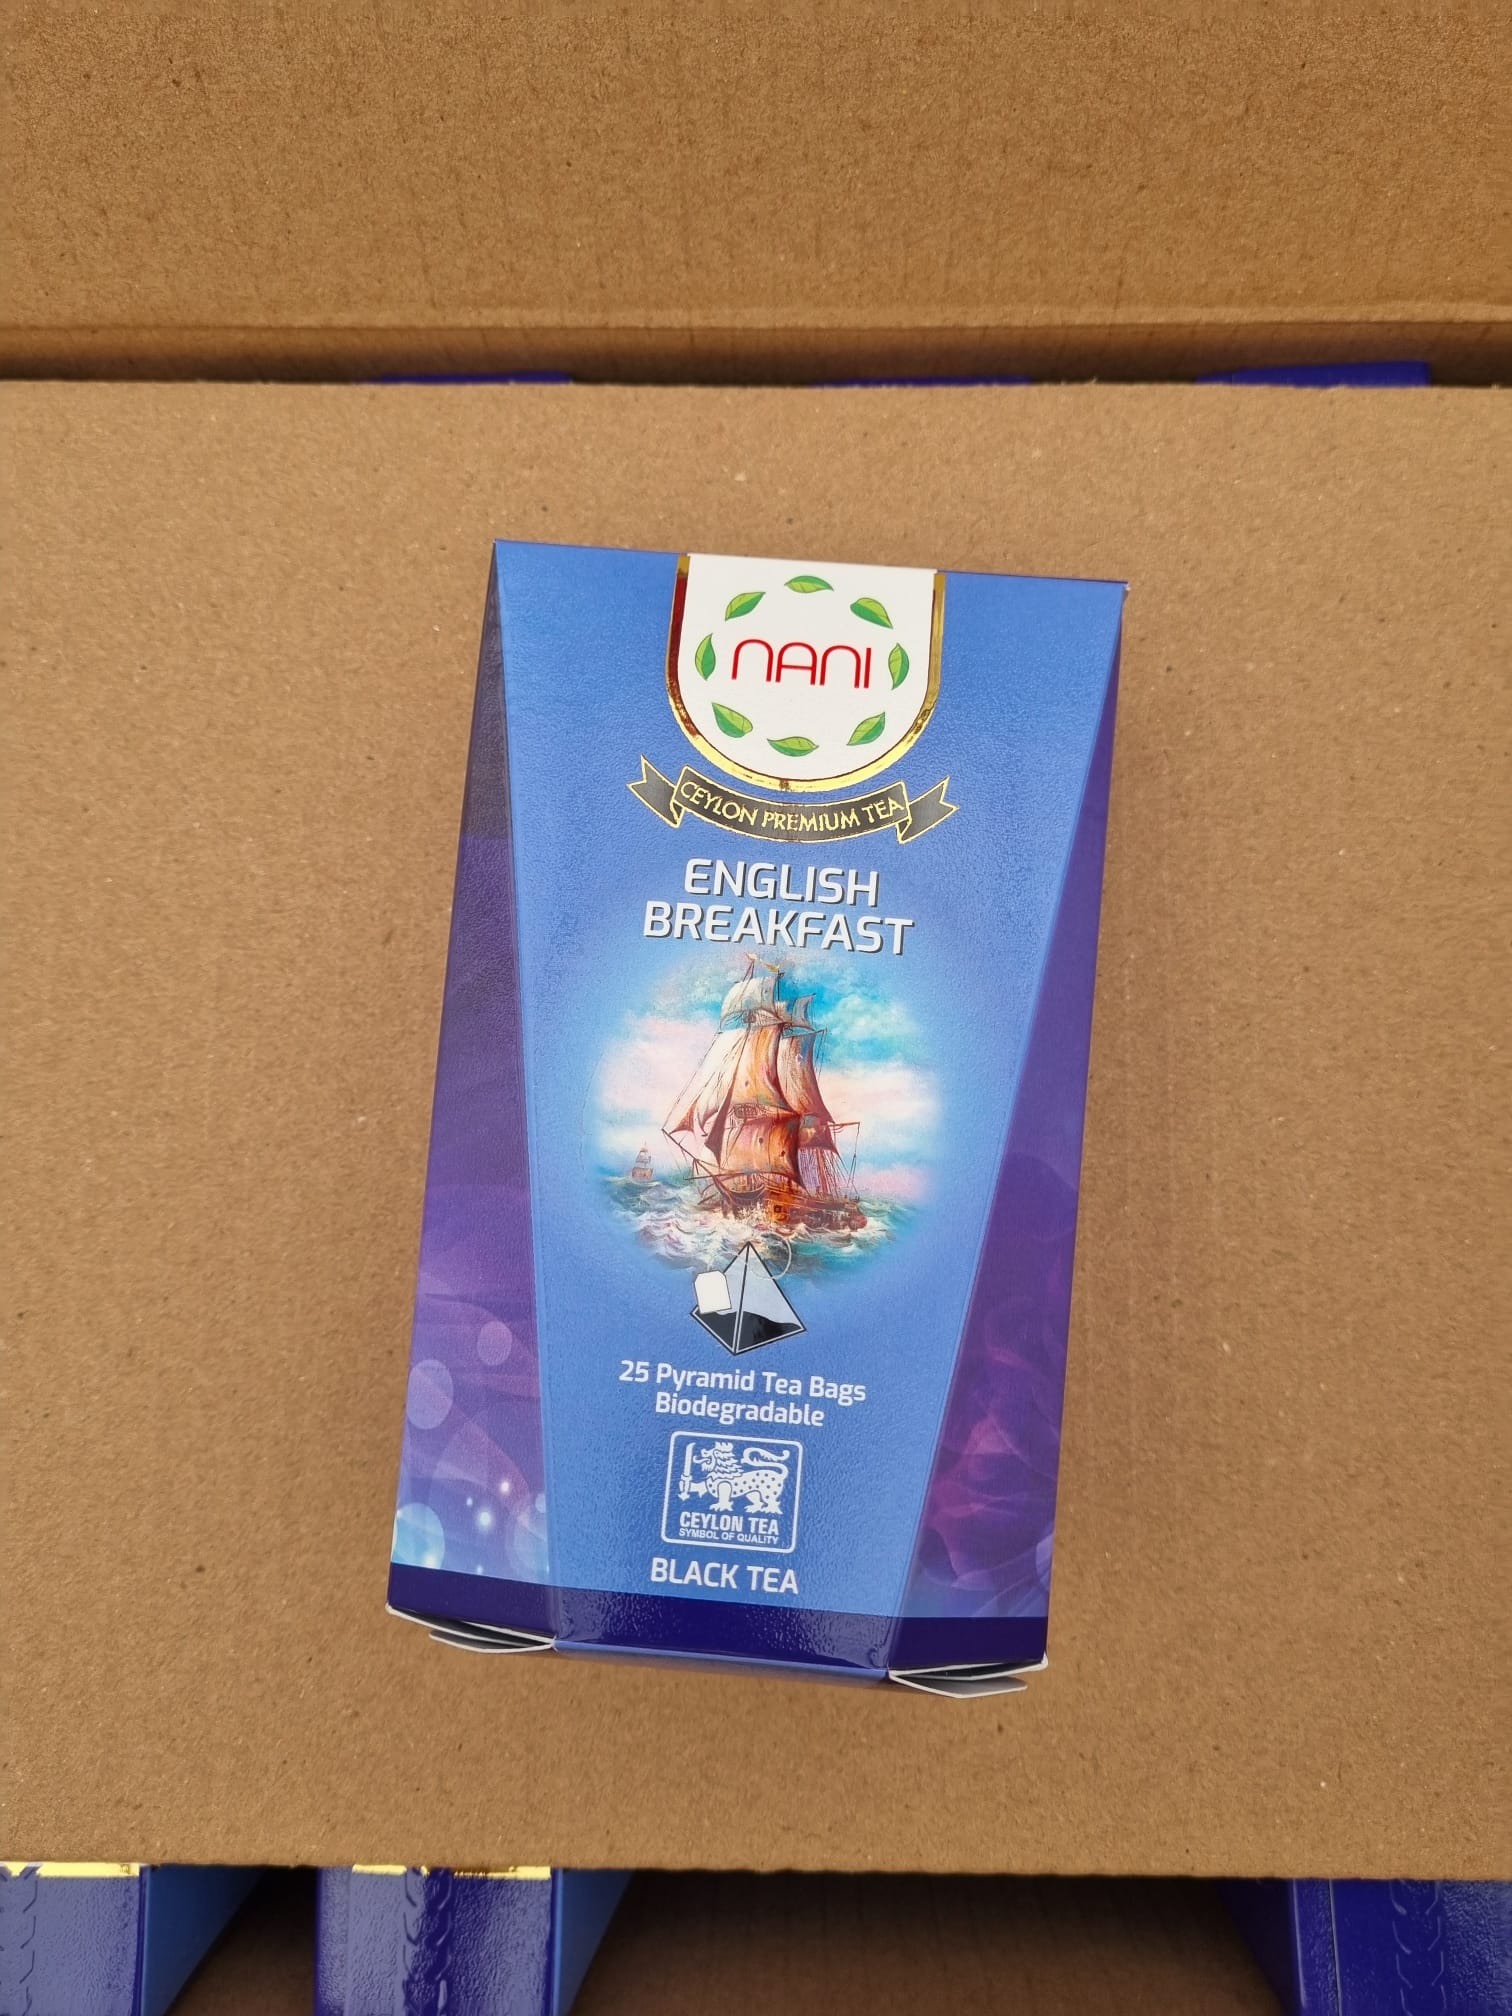 NANI
CEYLON PREMIUM TEA
ENGLISH
BREAKFAST
25 Pyramid Tea Bags
Biodegradable
CEYLON TEA
SYMBOL OF QUALITY
BLACK TEA